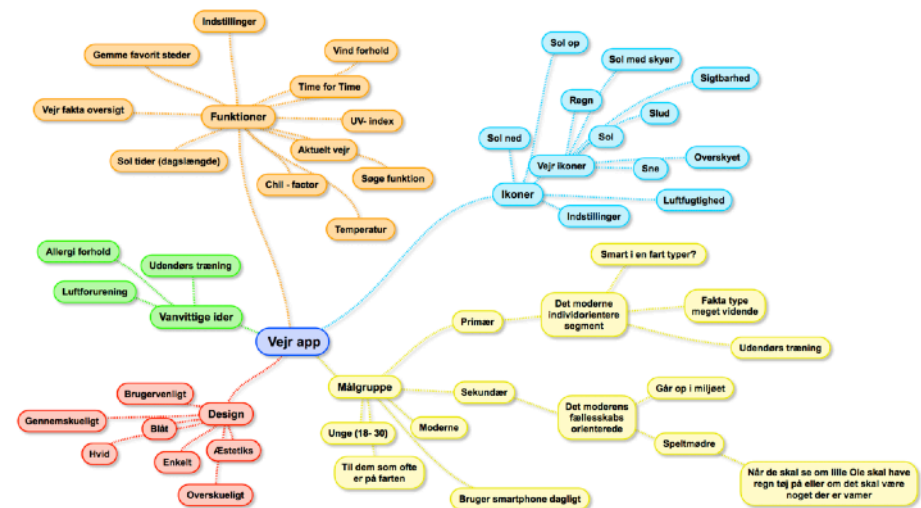 Indstillinger
Gemme favorit steder
Vind forhold
Time for Time
Vejr fakta oversigt
Funktioner
UV- index
Aktuelt vejr
Sol tider (dagslængde)
Søge funktion
Chil - factor
Temperatur
Sol op
Sol med skyer
Sigtbarhed
Regn
Slud
Sol ned
Sol
Vejr ikoner
Overskyet
Sne
Ikoner
Luftfugtighed
Indstillinger
Allergi forhold
Udendørs træning
Luftforurening
Vanvittige ider
Vejr app
Smart i en fart typer?
Primær
Det moderne
individorientere
segment
Fakta type
meget vidende
Udendørs træning
Målgruppe
Sekundær
Går op i miljøet
Det moderens
fællesskabs
orienterede
Speltmødre
Når de skal se om lille Ole skal have
regn tøj på eller om det skal være
noget der er vamer
Unge (18- 30)
Moderne
Til dem som ofte
er på farten
Bruger smartphone dagligt
Brugervenligt
Design
Gennemskueligt
Blåt
Hvid
Enkelt
Æstetiks
Overskueligt